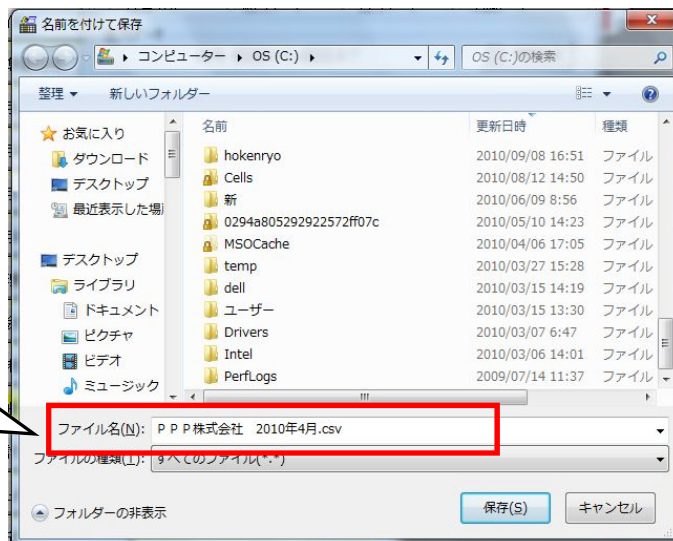 名前を付けて保存
コンピューター ▸ OS (C:) ▸
OS (C:)の検索
整理 ▼ 新しいフォルダー
名前 更新日時 種類
お気に入り
ダウンロード
デスクトップ
最近表示した場
デスクトップ
ライブラリ
ドキュメント
ピクチャ
ビデオ
ミュージック
hokenryo 2010/09/08 16:51 ファイル
Cells 2010/08/12 14:50 ファイル
新 2010/06/09 8:56 ファイル
0294a805292922572ff07c 2010/05/10 14:23 ファイル
MSOCache 2010/04/06 17:05 ファイル
temp 2010/03/27 15:28 ファイル
dell 2010/03/15 14:19 ファイル
ユーザー 2010/03/15 13:30 ファイル
Drivers 2010/03/07 6:47 ファイル
Intel 2010/03/06 14:01 ファイル
PerfLogs 2009/07/14 11:37 ファイル
ファイル名(N): ＰＰＰ株式会社　2010年4月.csv
ファイルの種類(T): すべてのファイル(*.*)
フォルダーの非表示
保存(S) キャンセル